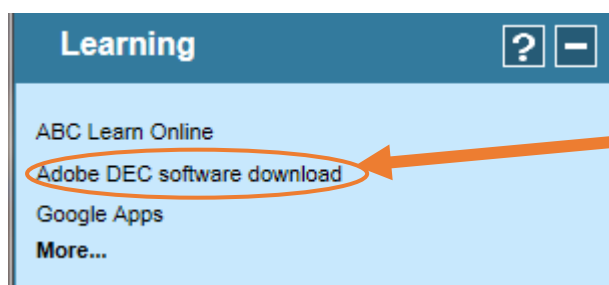 Learning ? −
ABC Learn Online
Adobe DEC software download
Google Apps
More...